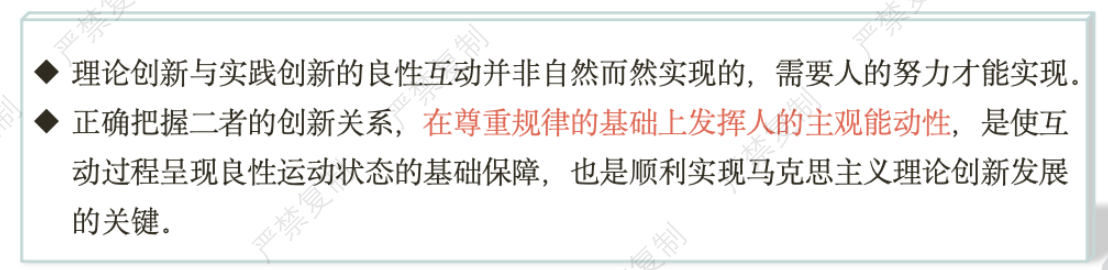 ◆ 理论创新与实践创新的良性互动并非自然而然实现的，需要人的努力才能实现。
◆ 正确把握二者的创新关系，在尊重规律的基础上发挥人的主观能动性，是使互
动过程呈现良性运动状态的基础保障，也是顺利实现马克思主义理论创新发展
的关键。
严禁复制
严禁复制
严禁复制
严禁复制
严禁复制
复制